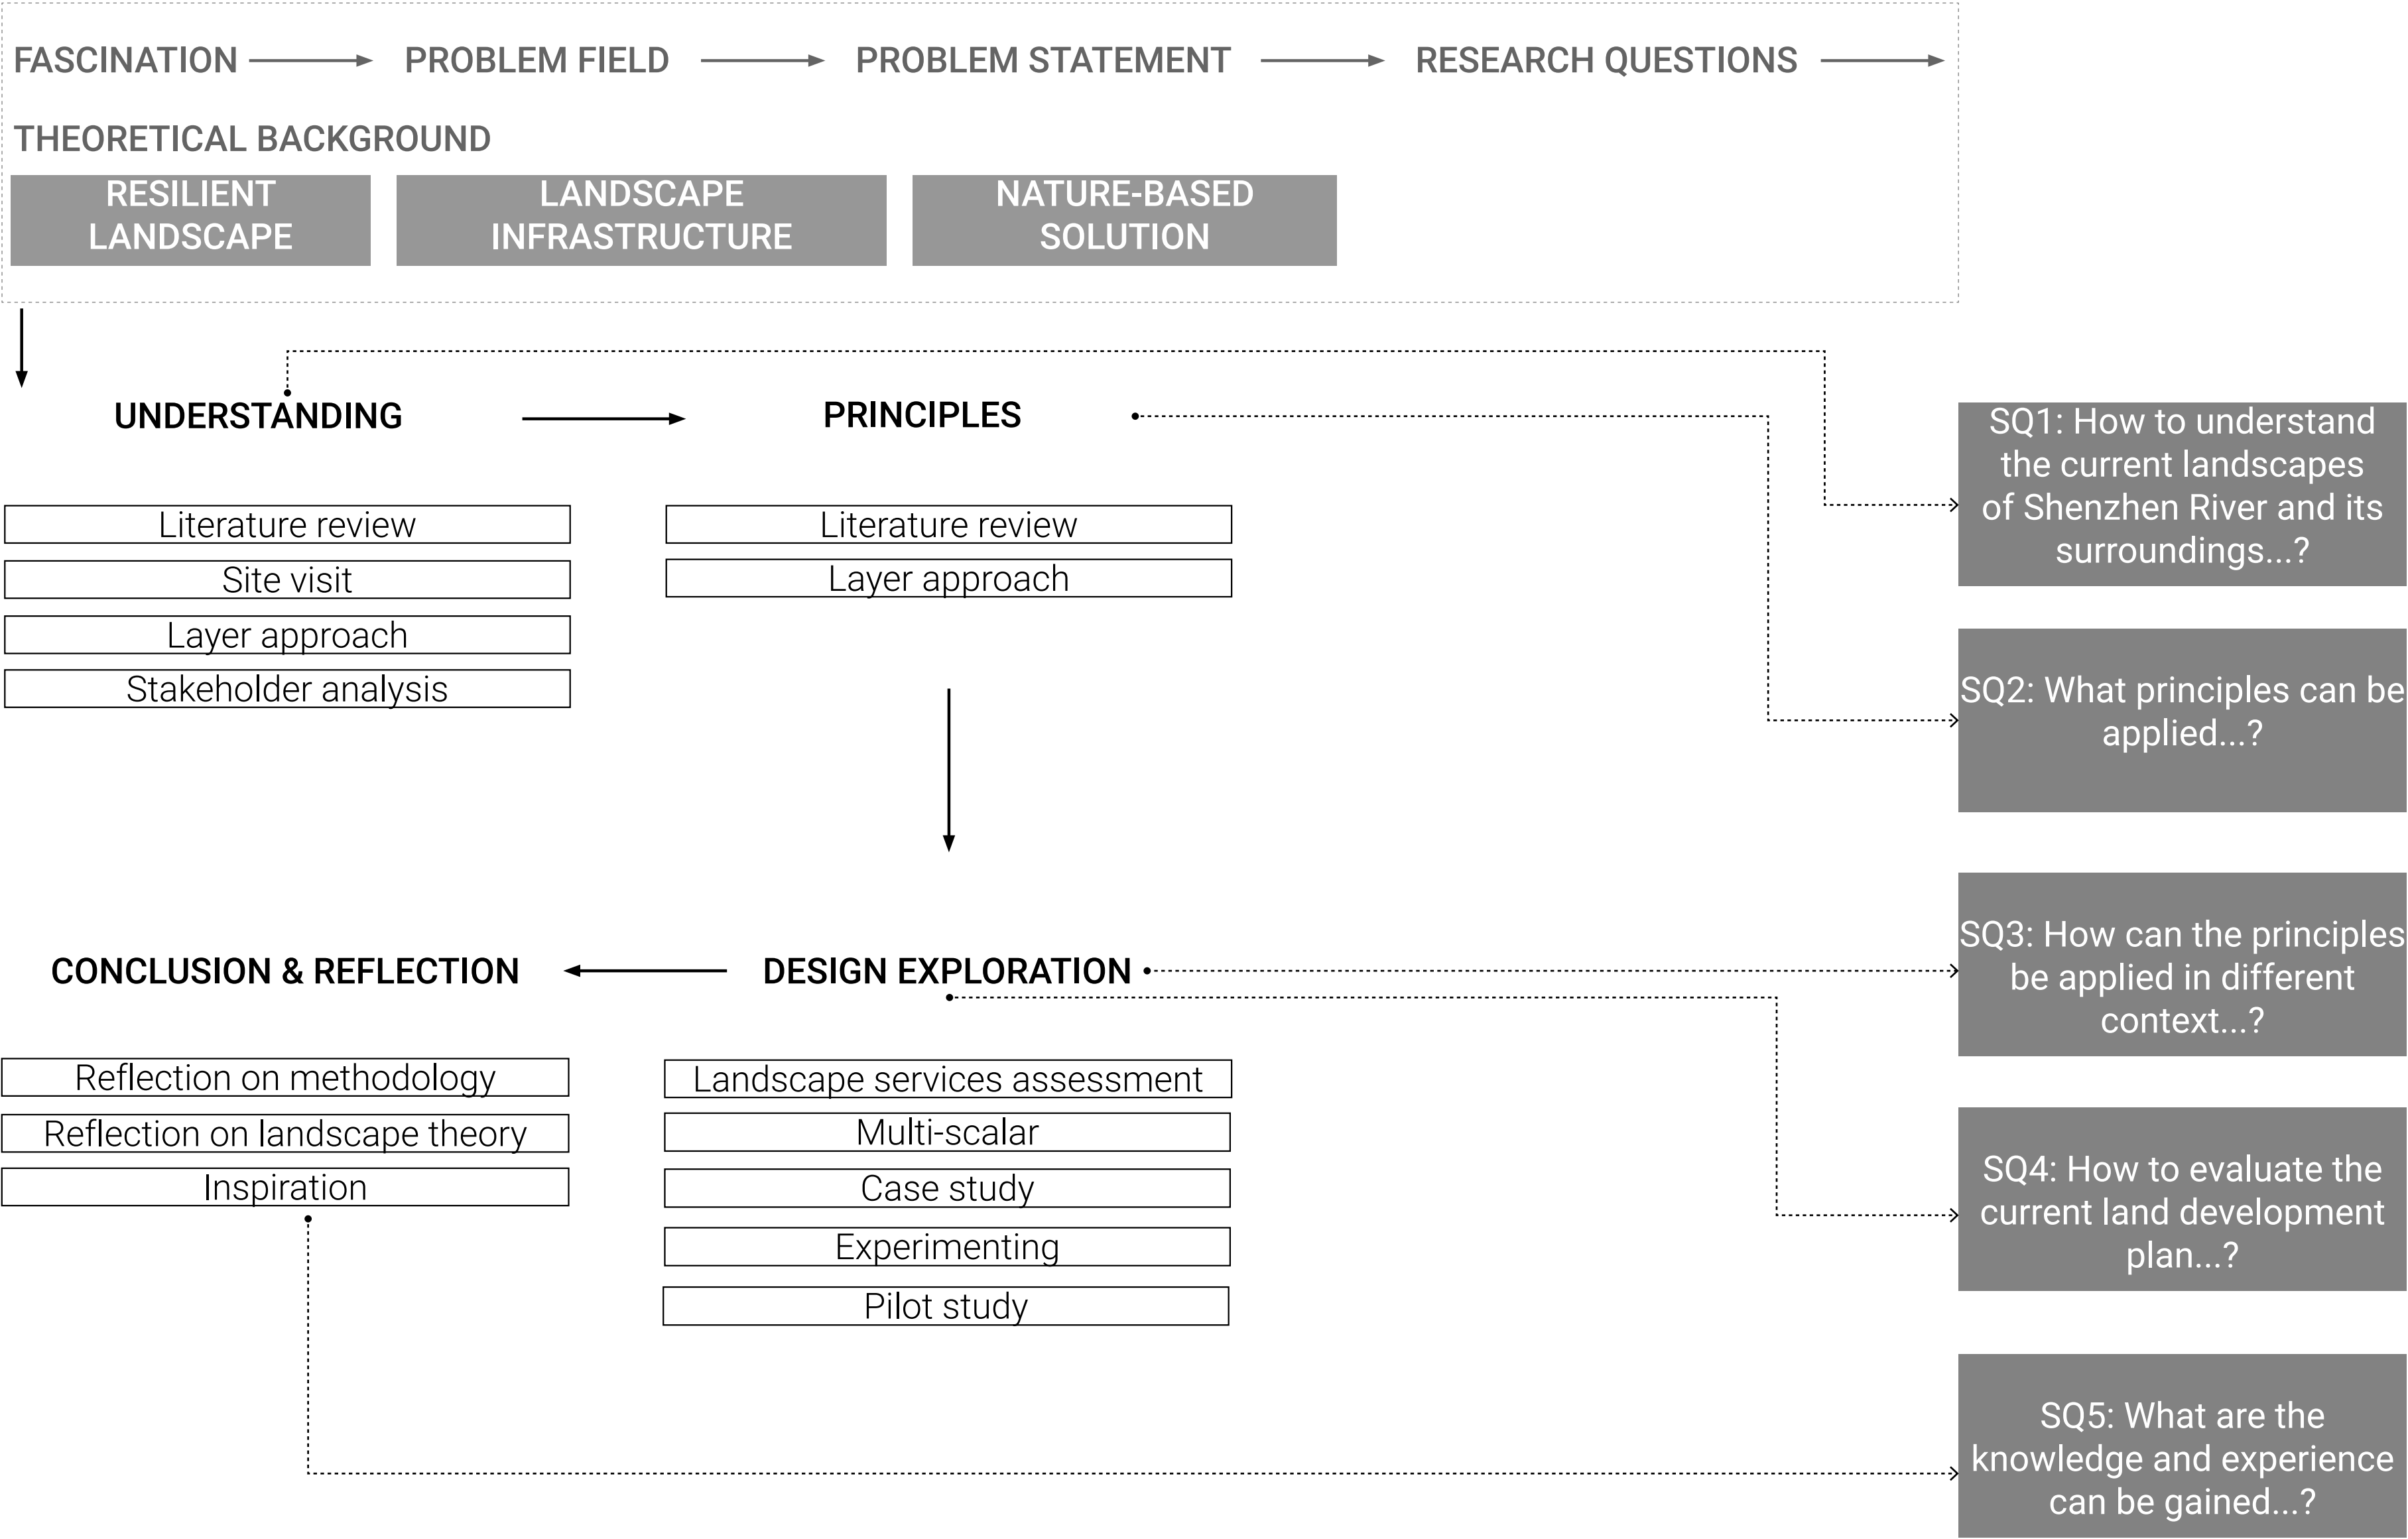 FASCINATION
PROBLEM FIELD
PROBLEM STATEMENT
RESEARCH QUESTIONS
THEORETICAL BACKGROUND
RESILIENT
LANDSCAPE
LANDSCAPE
INFRASTRUCTURE
NATURE-BASED
SOLUTION
UNDERSTANDING
Literature review
Site visit
Layer approach
Stakeholder analysis
PRINCIPLES
Literature review
Layer approach
CONCLUSION & REFLECTION
Reflection on methodology
Reflection on landscape theory
Inspiration
DESIGN EXPLORATION
Landscape services assessment
Multi-scalar
Case study
Experimenting
Pilot study
SQ1: How to understand
the current landscapes
of Shenzhen River and its
surroundings...?
SQ2: What principles can be
applied...?
SQ3: How can the principles
be applied in different
context...?
SQ4: How to evaluate the
current land development
plan...?
SQ5: What are the
knowledge and experience
can be gained...?